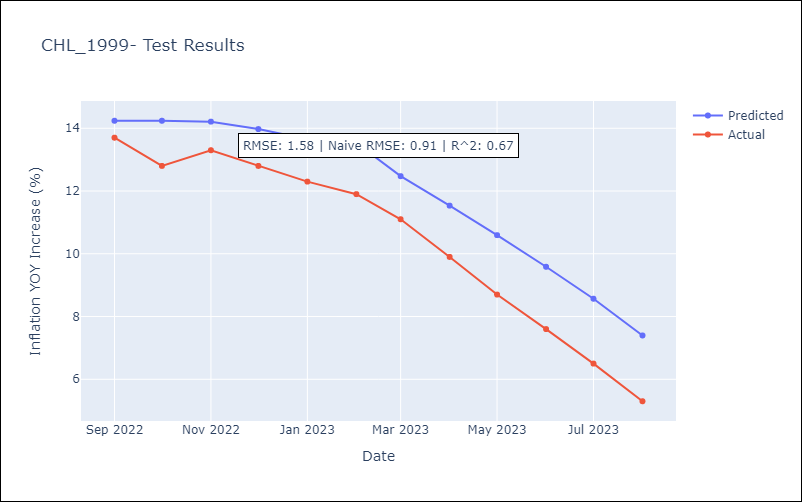 CHL_1999- Test Results
Predicted
Actual
RMSE: 1.58 | Naive RMSE: 0.91 | R^2: 0.67
Inflation YOY Increase (%)
14
12
10
8
6
Sep 2022 Nov 2022 Jan 2023 Mar 2023 May 2023 Jul 2023
Date